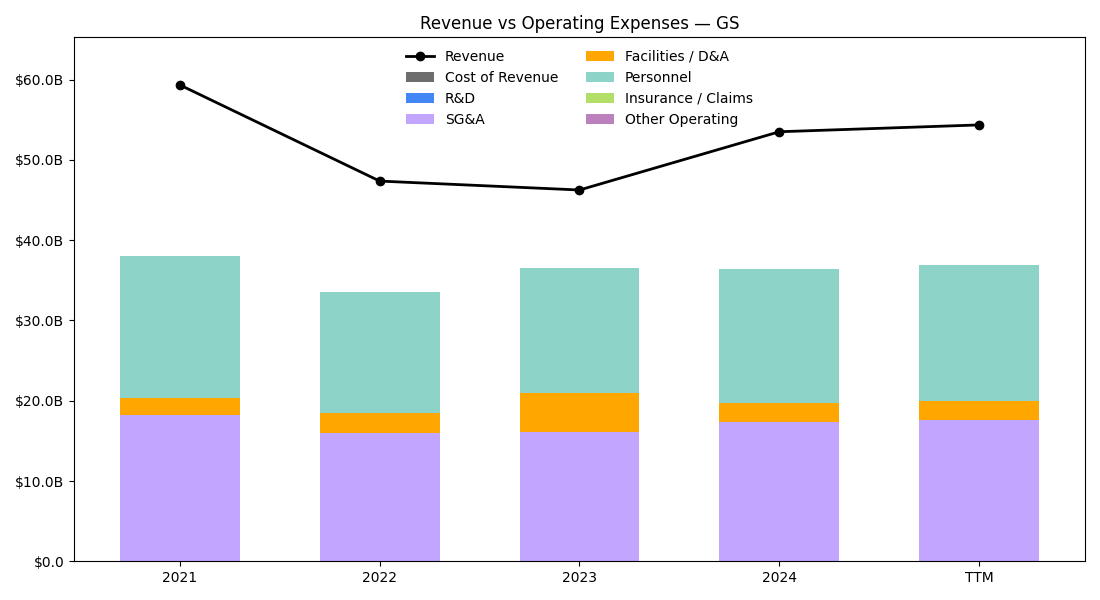 Revenue vs Operating Expenses — GS
Revenue
Cost of Revenue
R&D
SG&A
Facilities / D&A
Personnel
Insurance / Claims
Other Operating
$60.0B
$50.0B
$40.0B
$30.0B
$20.0B
$10.0B
$0.0
2021
2022
2023
2024
TTM